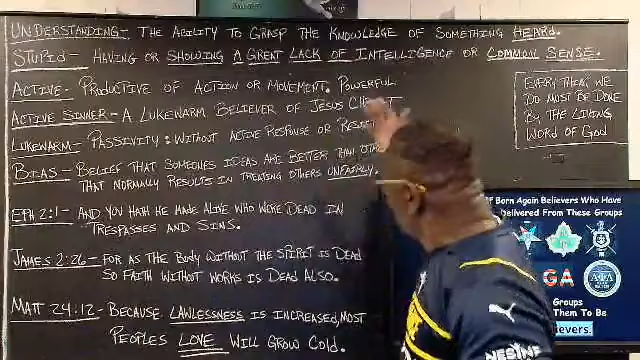 Understanding- The Ability to Grasp the Knowledge of Something Heard.
Stupid- Having or Showing a Great Lack of Intelligence or Common Sense.
Active- Productive of Action or Movement. Powerful
Active Sinner- A Lukewarm Believer of Jesus
Lukewarm- Passivity: Without Active Response or
Bias- Belief that Someones Ideas are Better Than
that Normally Results in Treating Others Unfairly.
Eph 2:1- And You Hath He Made Alive Who Were Dead in
Trespasses and Sins.
James 2:26- For as the Body Without the Spirit is Dead
So Faith Without Works is Dead Also.
Matt 24:12- Because Lawlessness is Increased, Most
Peoples Love Will Grow Cold.
Every Thing We
Do Must Be Done
By The Living
Word of God
f Born Again Believers Who Have
Delivered From These Groups
GA
ΑΨΑ
Groups
Them To Be
evers.